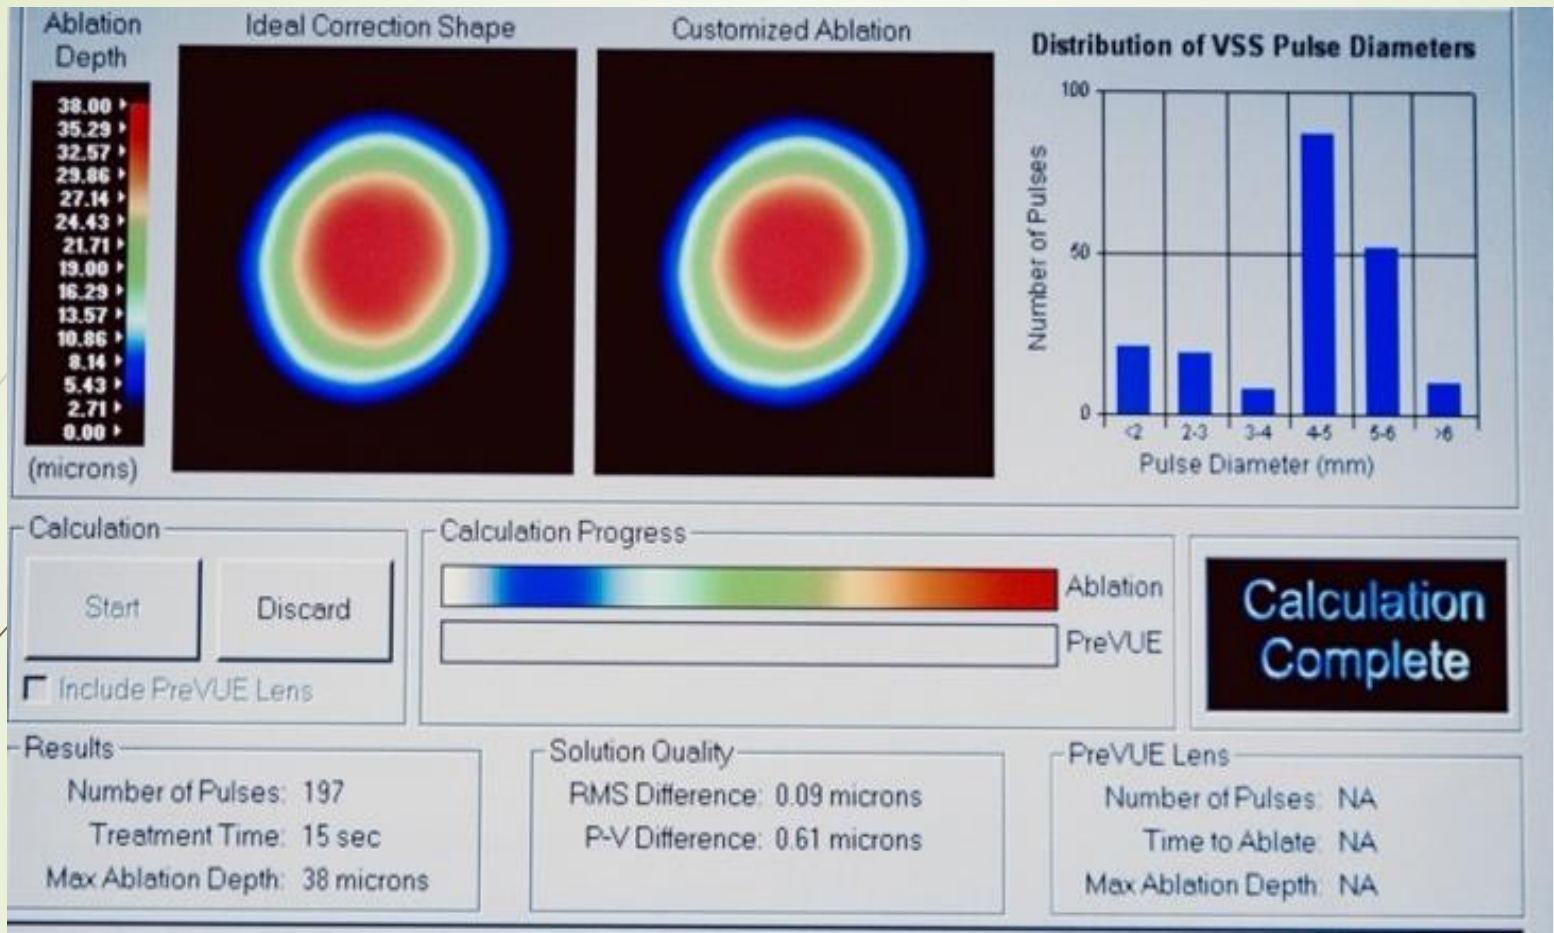 Ablation
Depth
38.00
35.29
32.57
29.86
27.14
24.43
21.71
19.00
16.29
13.57
10.86
8.14
5.43
2.71
0.00
(microns)
Ideal Correction Shape
Customized Ablation
Distribution of VSS Pulse Diameters
Number of Pulses
100
50
0
<2 2-3 3-4 4-5 5-6 >6
Pulse Diameter (mm)
Calculation
Start
Discard
Include PreVUE Lens
Calculation Progress
Ablation
PreVUE
Calculation
Complete
Results
Number of Pulses: 197
Treatment Time: 15 sec
Max Ablation Depth: 38 microns
Solution Quality
RMS Difference: 0.09 microns
P-V Difference: 0.61 microns
PreVUE Lens
Number of Pulses: NA
Time to Ablate: NA
Max Ablation Depth: NA